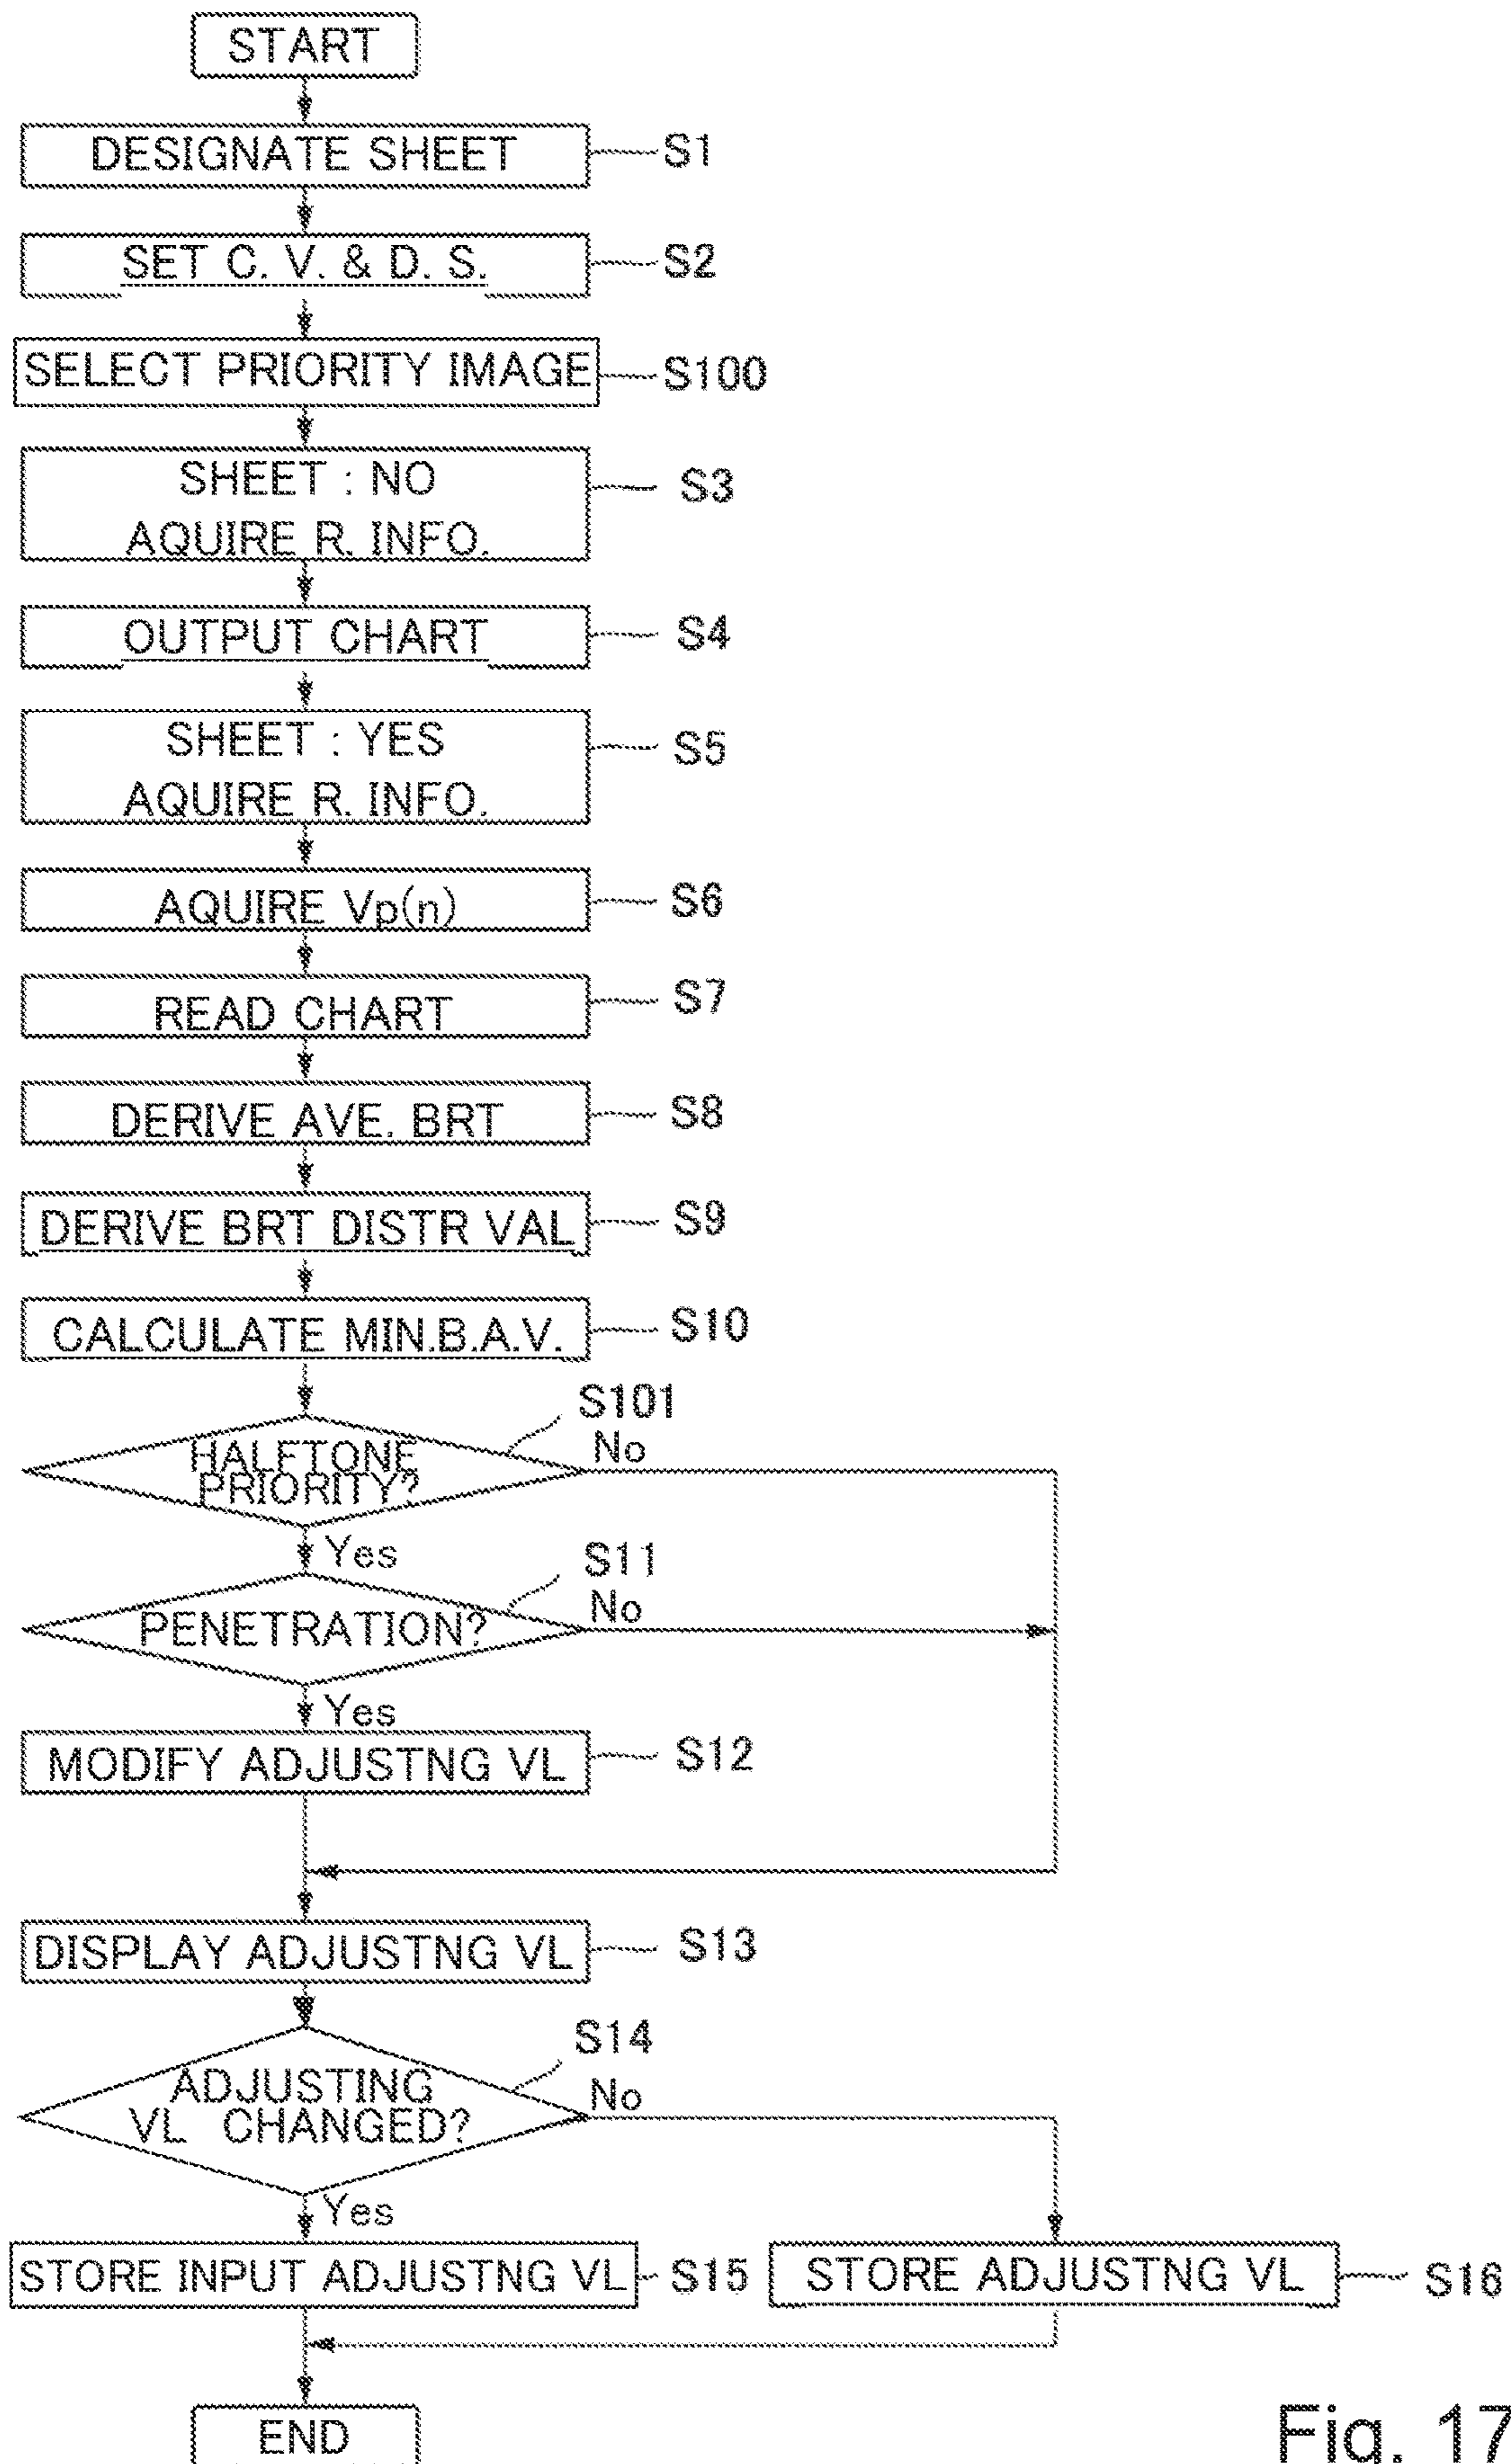 START
DESIGNATE SHEET
S1
SET C. V. & D. S.
S2
SELECT PRIORITY IMAGE
S100
SHEET : NO
AQUIRE R. INFO.
S3
OUTPUT CHART
S4
SHEET : YES
AQUIRE R. INFO.
S5
AQUIRE Vp(n)
S6
READ CHART
S7
DERIVE AVE. BRT
S8
DERIVE BRT DISTR VAL
S9
CALCULATE MIN.B.A.V.
S10
S101
HALFTONE
PRIORITY?
No
Yes
S11
PENETRATION?
No
Yes
MODIFY ADJUSTNG VL
S12
DISPLAY ADJUSTNG VL
S13
S14
ADJUSTING
VL CHANGED?
No
Yes
STORE INPUT ADJUSTNG VL
S15
STORE ADJUSTNG VL
S16
END
Fig. 17